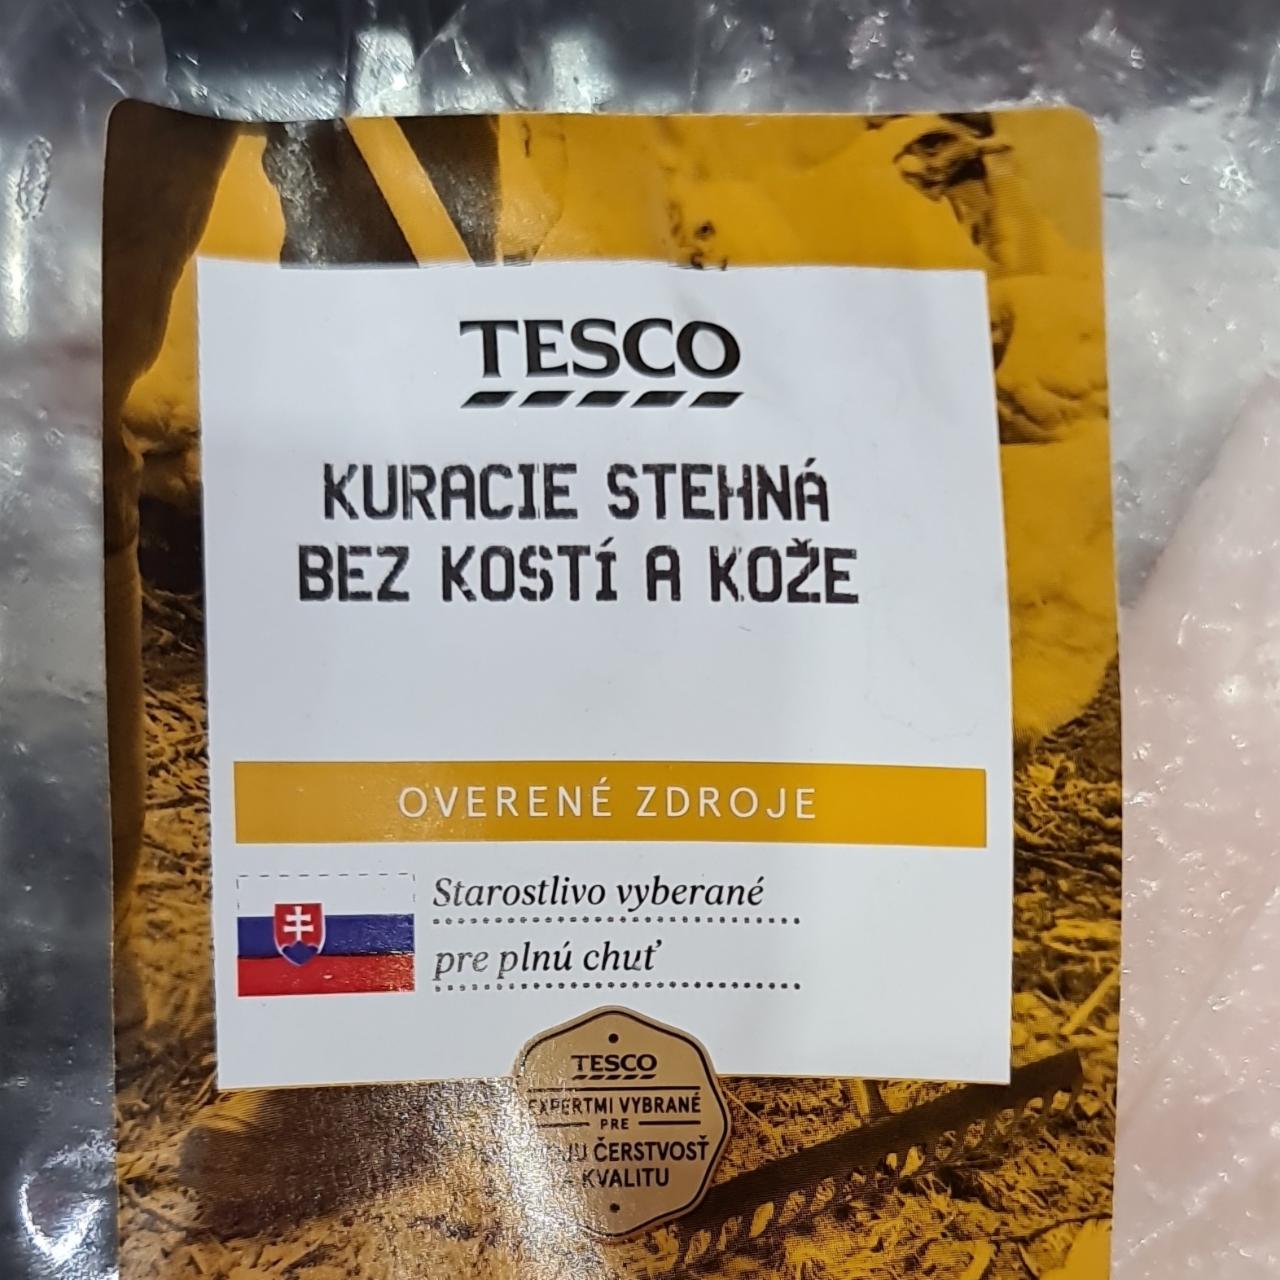 TESCO
KURACIE STEHNÁ
BEZ KOSTÍ A KOŽE
OVERENÉ ZDROJE
Starostlivo vyberané
pre plnú chuť
TESCO
EXPERTMI VYBRANÉ
PRE
ČERSTVOSŤ
KVALITU